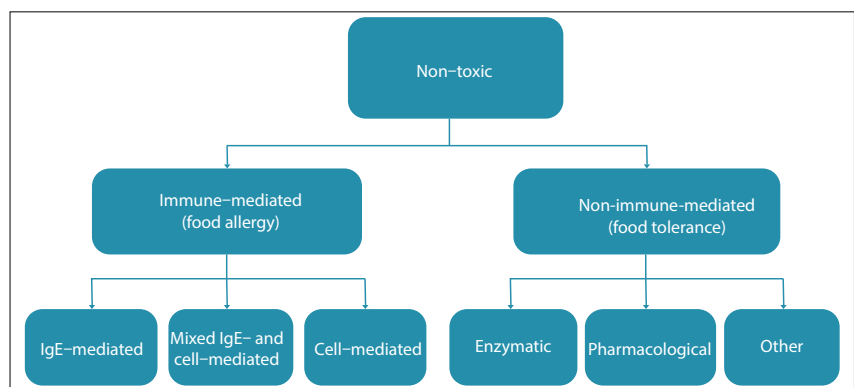 Non−toxic
Immune−mediated
(food allergy)
Non-immune-mediated
(food tolerance)
IgE−mediated
Mixed IgE− and
cell−mediated
Cell−mediated
Enzymatic
Pharmacological
Other